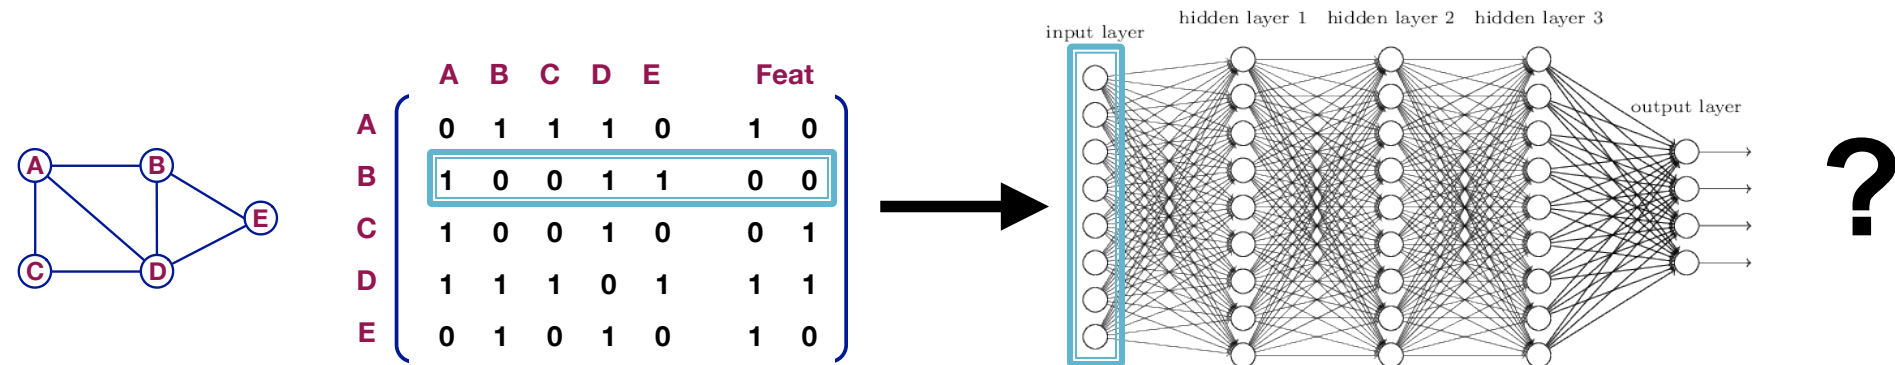 hidden layer 1 hidden layer 2 hidden layer 3
input layer
A B C D E Feat
output layer
A 0 1 1 1 0 1 0
B 1 0 0 1 1 0 0
C 1 0 0 1 0 0 1
D 1 1 1 0 1 1 1
E 0 1 0 1 0 1 0
A B
E
C D
?